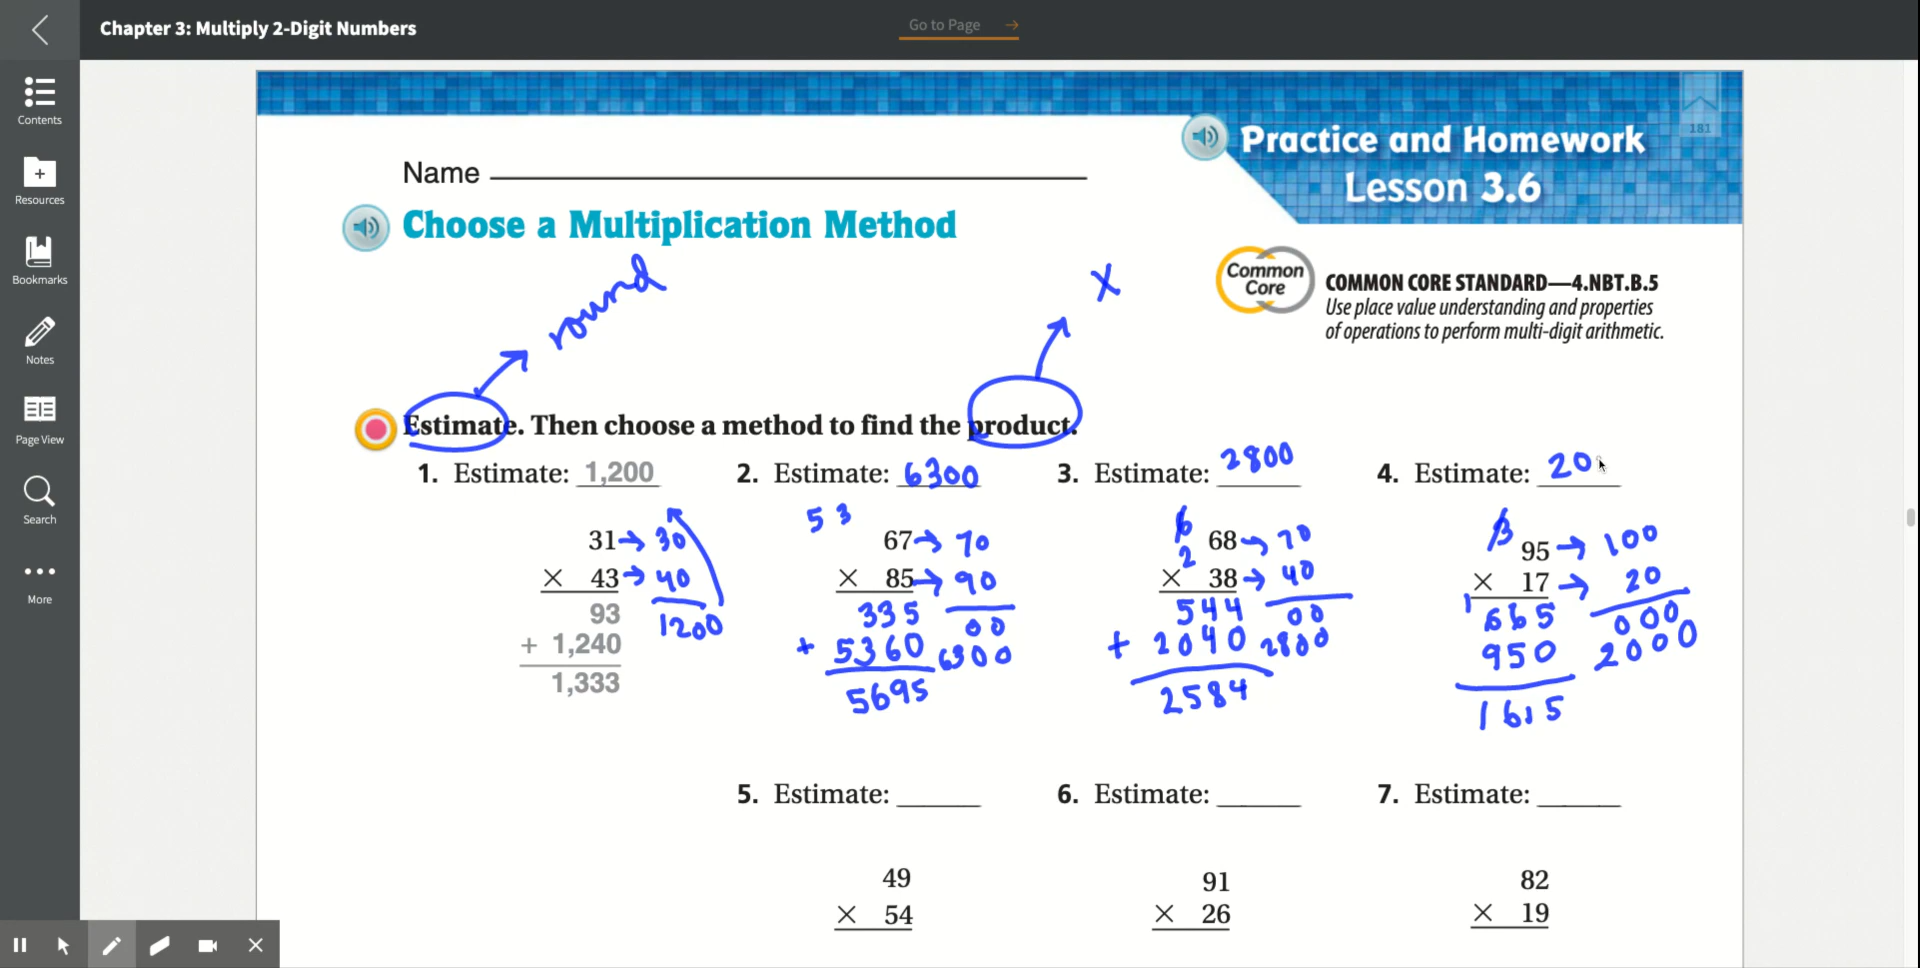 Chapter 3: Multiply 2-Digit Numbers
Go to Page →
Contents
Resources
Bookmarks
Notes
Page View
Search
More
181
Practice and Homework
Lesson 3.6
Name
Choose a Multiplication Method
Common Core
COMMON CORE STANDARD—4.NBT.B.5
Use place value understanding and properties
of operations to perform multi-digit arithmetic.
round
X
Estimate. Then choose a method to find the product.
1. Estimate: 1,200
31 → 30
× 43 → 40
93
1200
+ 1,240
1,333
2. Estimate: 6300
5 3
67 → 70
× 85 → 90
335
00
+ 5360
6300
5695
3. Estimate: 2800
6
2
68 → 70
× 38 → 40
544
00
+ 2040
2800
2584
4. Estimate: 20
3
95 → 100
× 17 → 20
1
665
000
950
2000
1615
5. Estimate:
49
× 54
6. Estimate:
91
× 26
7. Estimate:
82
× 19